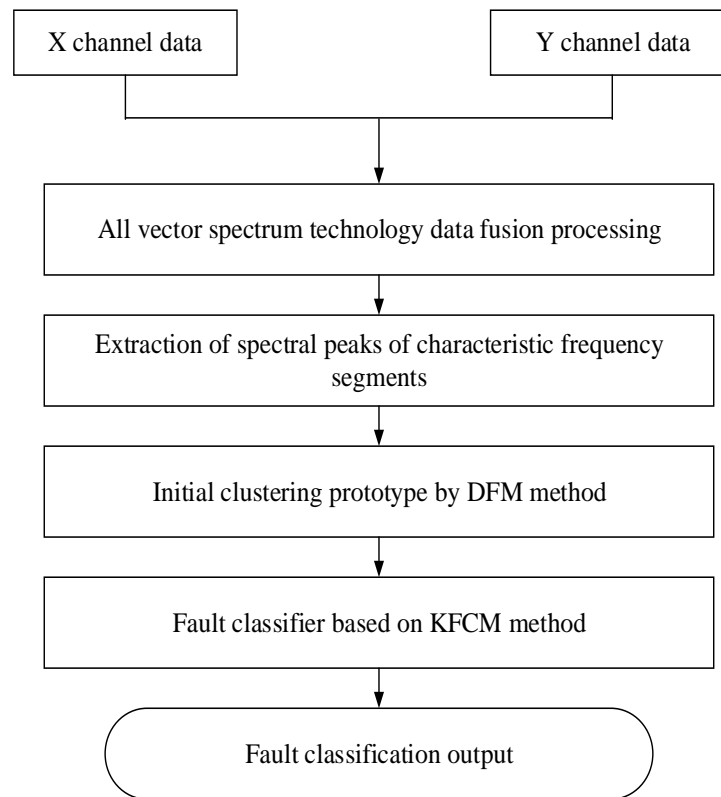 X channel data
Y channel data
All vector spectrum technology data fusion processing
Extraction of spectral peaks of characteristic frequency
segments
Initial clustering prototype by DFM method
Fault classifier based on KFCM method
Fault classification output